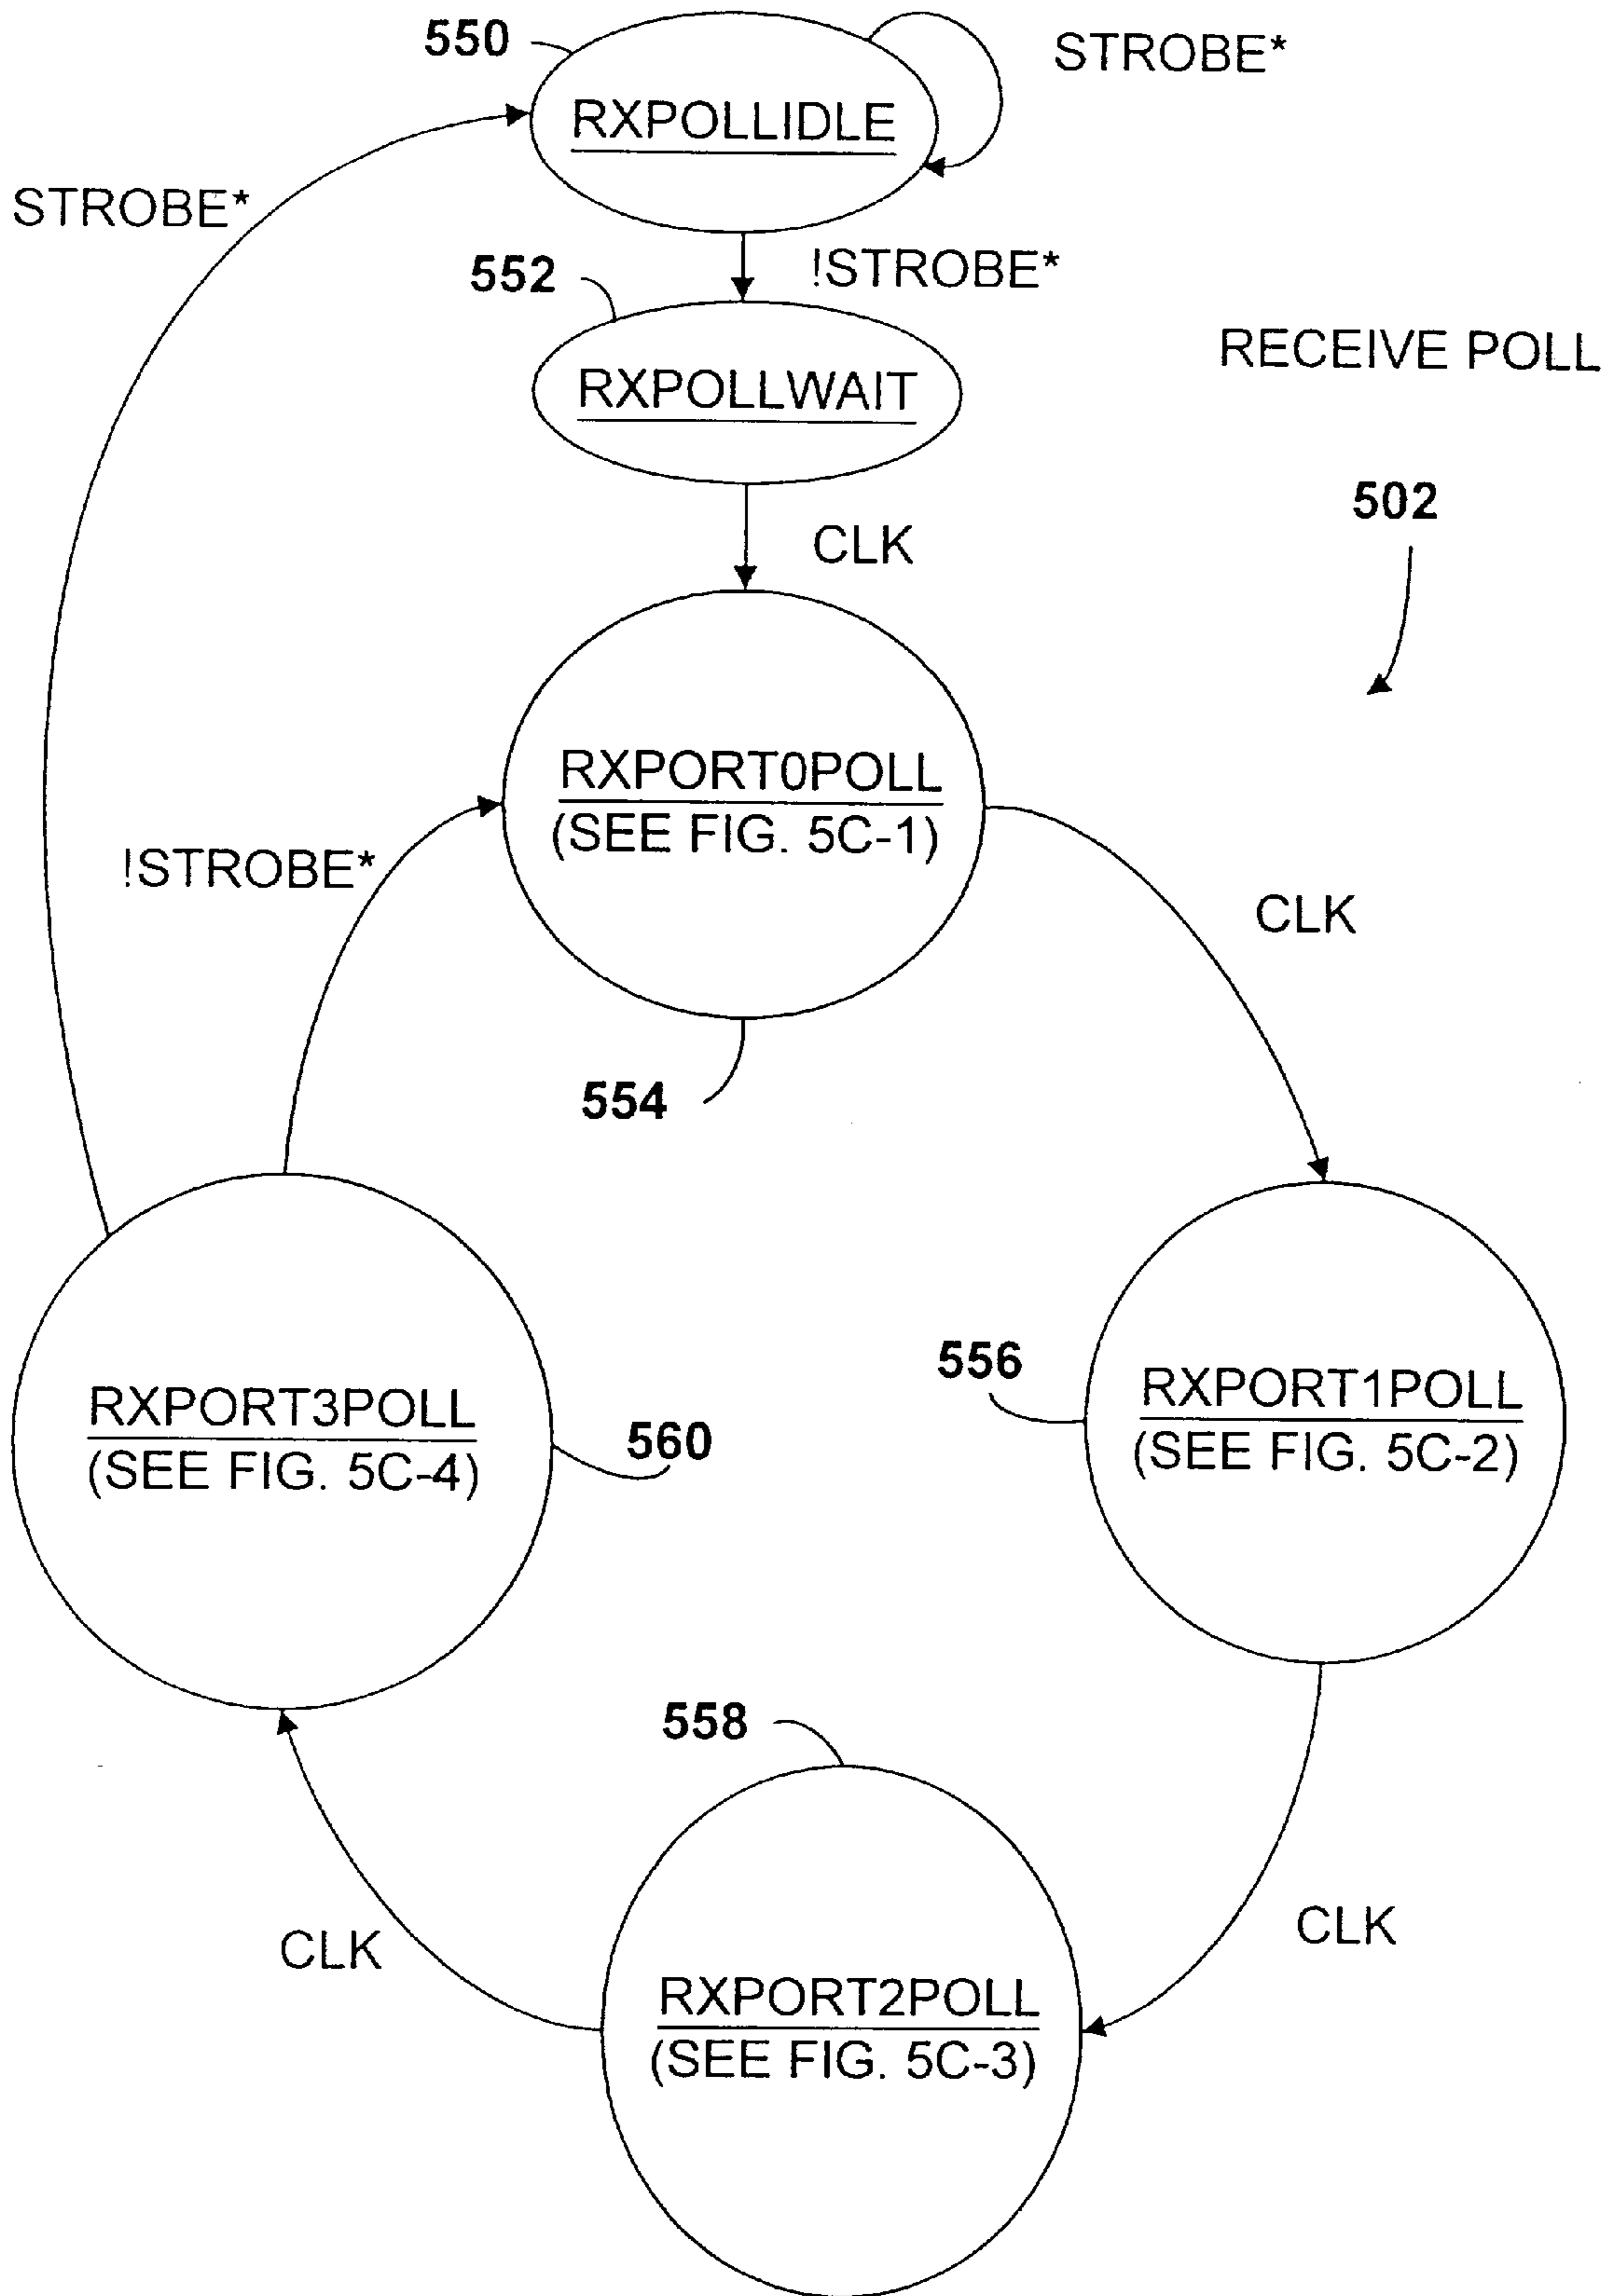 550
STROBE*
RXPOLLIDLE
STROBE*
552
!STROBE*
RECEIVE POLL
RXPOLLWAIT
502
CLK
RXPORT0POLL
(SEE FIG. 5C-1)
!STROBE*
CLK
554
556
RXPORT1POLL
(SEE FIG. 5C-2)
RXPORT3POLL
(SEE FIG. 5C-4)
560
558
CLK
CLK
RXPORT2POLL
(SEE FIG. 5C-3)